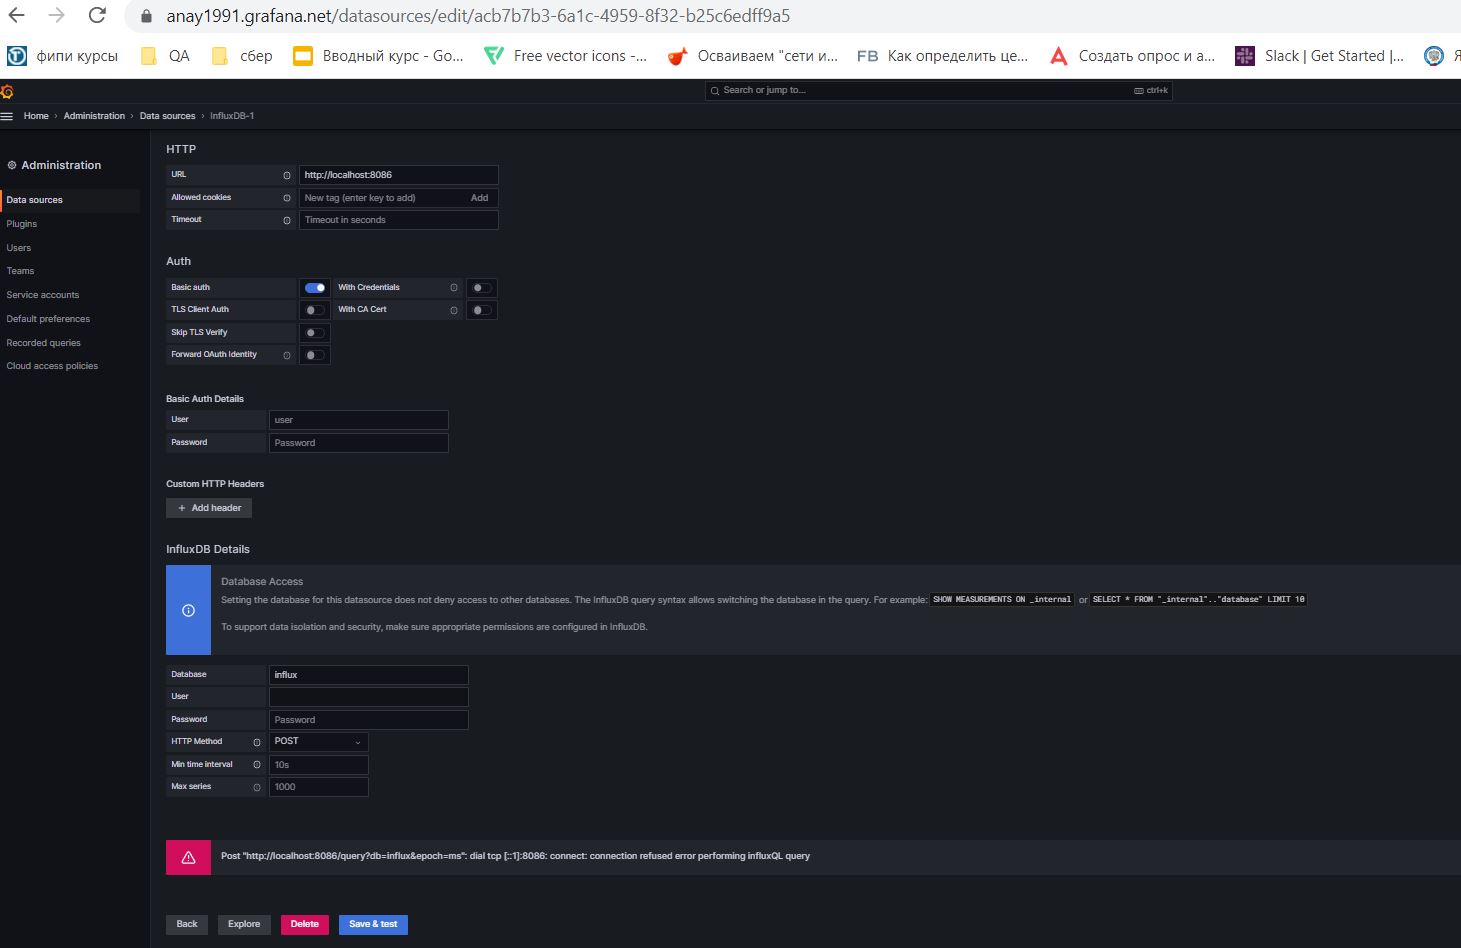 anay1991.grafana.net/datasources/edit/acb7b7b3-6a1c-4959-8f32-b25c6edff9a5
фипи курсы QA сбер Вводный курс - Go... Free vector icons -... Осваиваем "сети и... FB Как определить це... Создать опрос и а... Slack | Get Started |...
Search or jump to... ctrl+k
Home › Administration › Data sources › InfluxDB-1
Administration
Data sources
Plugins
Users
Teams
Service accounts
Default preferences
Recorded queries
Cloud access policies
HTTP
URL http://localhost:8086
Allowed cookies New tag (enter key to add) Add
Timeout Timeout in seconds
Auth
Basic auth With Credentials
TLS Client Auth With CA Cert
Skip TLS Verify
Forward OAuth Identity
Basic Auth Details
User user
Password Password
Custom HTTP Headers
+ Add header
InfluxDB Details
Database Access
Setting the database for this datasource does not deny access to other databases. The InfluxDB query syntax allows switching the database in the query. For example: SHOW MEASUREMENTS ON _internal or SELECT * FROM "_internal".."database" LIMIT 10
To support data isolation and security, make sure appropriate permissions are configured in InfluxDB.
Database influx
User
Password Password
HTTP Method POST
Min time interval 10s
Max series 1000
Post "http://localhost:8086/query?db=influx&epoch=ms": dial tcp [::1]:8086: connect: connection refused error performing influxQL query
Back Explore Delete Save & test